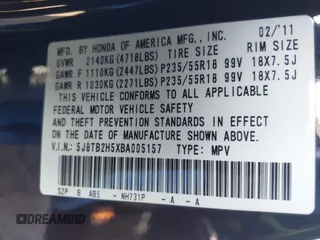 MFD. BY HONDA OF AMERICA MFG., INC. 02/'11
GVWR 2140KG (4718LBS) TIRE SIZE RIM SIZE
GAWR F 1110KG (2447LBS) P235/55R18 99V 18X7.5J
GAWR R 1030KG (2271LBS) P235/55R18 99V 18X7.5J
THIS VEHICLE CONFORMS TO ALL APPLICABLE
FEDERAL MOTOR VEHICLE SAFETY
AND THEFT PREVENTION STANDARDS IN EFFECT ON
THE DATE OF MANUFACTURE SHOWN ABOVE.
V.I.N.: 5J8TB2H5XBA005157 TYPE: MPV
SZP B ABS - NH731P - A - A
DREAMBID